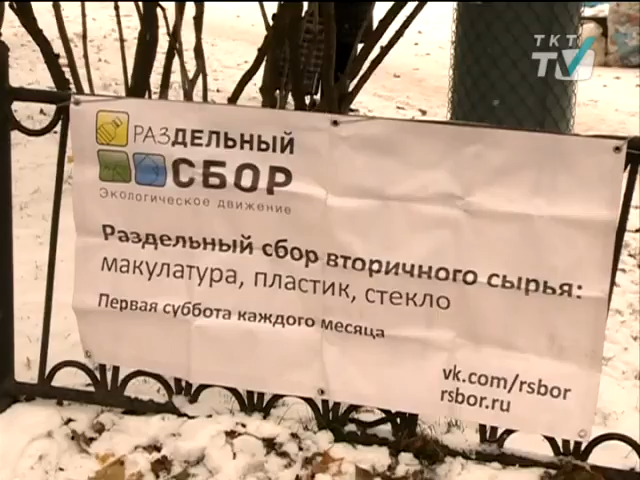 ТКТ
TV
РАЗДЕЛЬНЫЙ
СБОР
Экологическое движение
Раздельный сбор вторичного сырья:
макулатура, пластик, стекло
Первая суббота каждого месяца
vk.com/rsbor
rsbor.ru